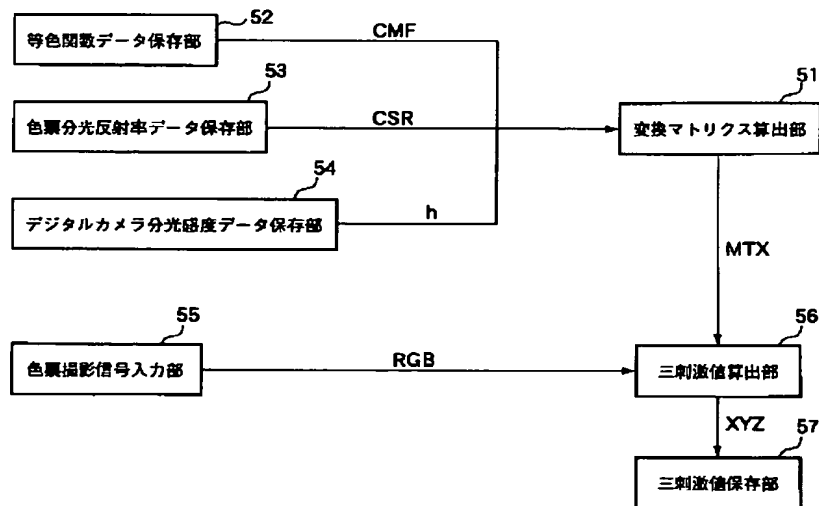 52
等色関数データ保存部
CMF
53
色票分光反射率データ保存部
CSR
51
変換マトリクス算出部
54
デジタルカメラ分光感度データ保存部
h
MTX
55
色票撮影信号入力部
RGB
56
三刺激値算出部
XYZ
57
三刺激値保存部